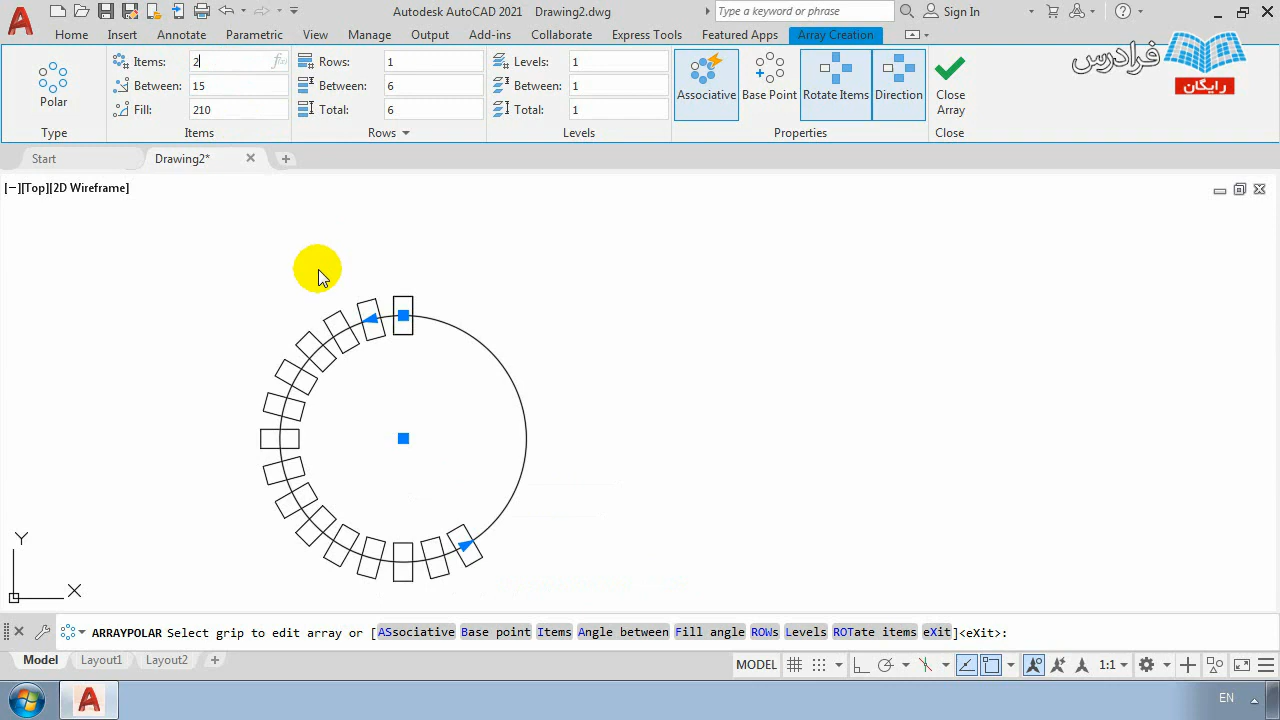 Autodesk AutoCAD 2021 Drawing2.dwg
Type a keyword or phrase
Sign In
Home Insert Annotate Parametric View Manage Output Add-ins Collaborate Express Tools Featured Apps Array Creation
فرادرس
رایگان
Polar
Type
Items: 2
Between: 15
Fill: 210
Items
Rows: 1
Between: 6
Total: 6
Rows
Levels: 1
Between: 1
Total: 1
Levels
Associative Base Point Rotate Items Direction
Properties
Close
Array
Close
Start Drawing2*
[−][Top][2D Wireframe]
Y
X
ARRAYPOLAR Select grip to edit array or [ASsociative Base point Items Angle between Fill angle ROWs Levels ROTate items eXit]<eXit>:
Model Layout1 Layout2
MODEL 1:1
EN